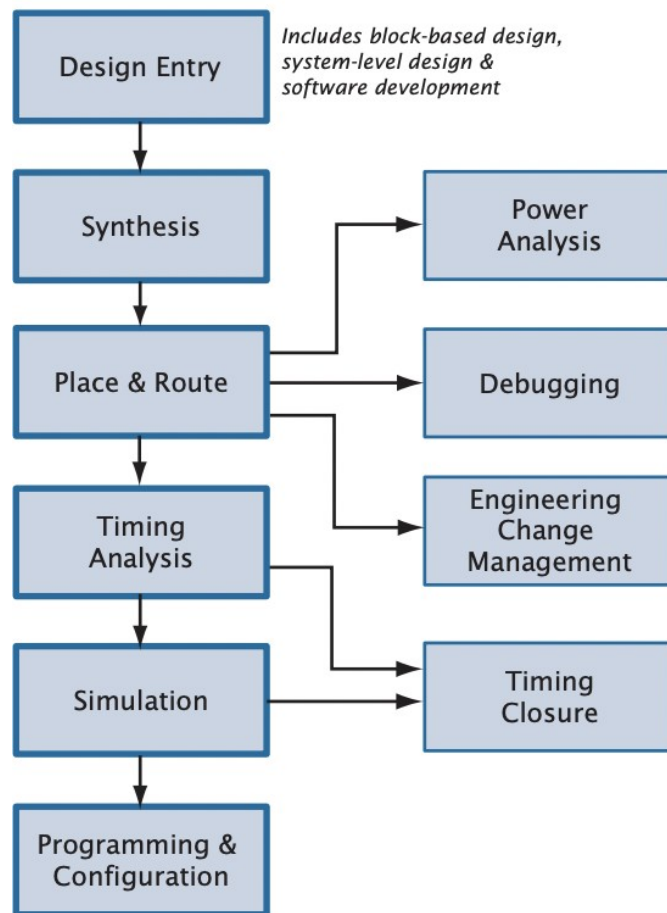 Design Entry
Includes block-based design,
system-level design &
software development
Synthesis
Power
Analysis
Place & Route
Debugging
Timing
Analysis
Engineering
Change
Management
Simulation
Timing
Closure
Programming &
Configuration